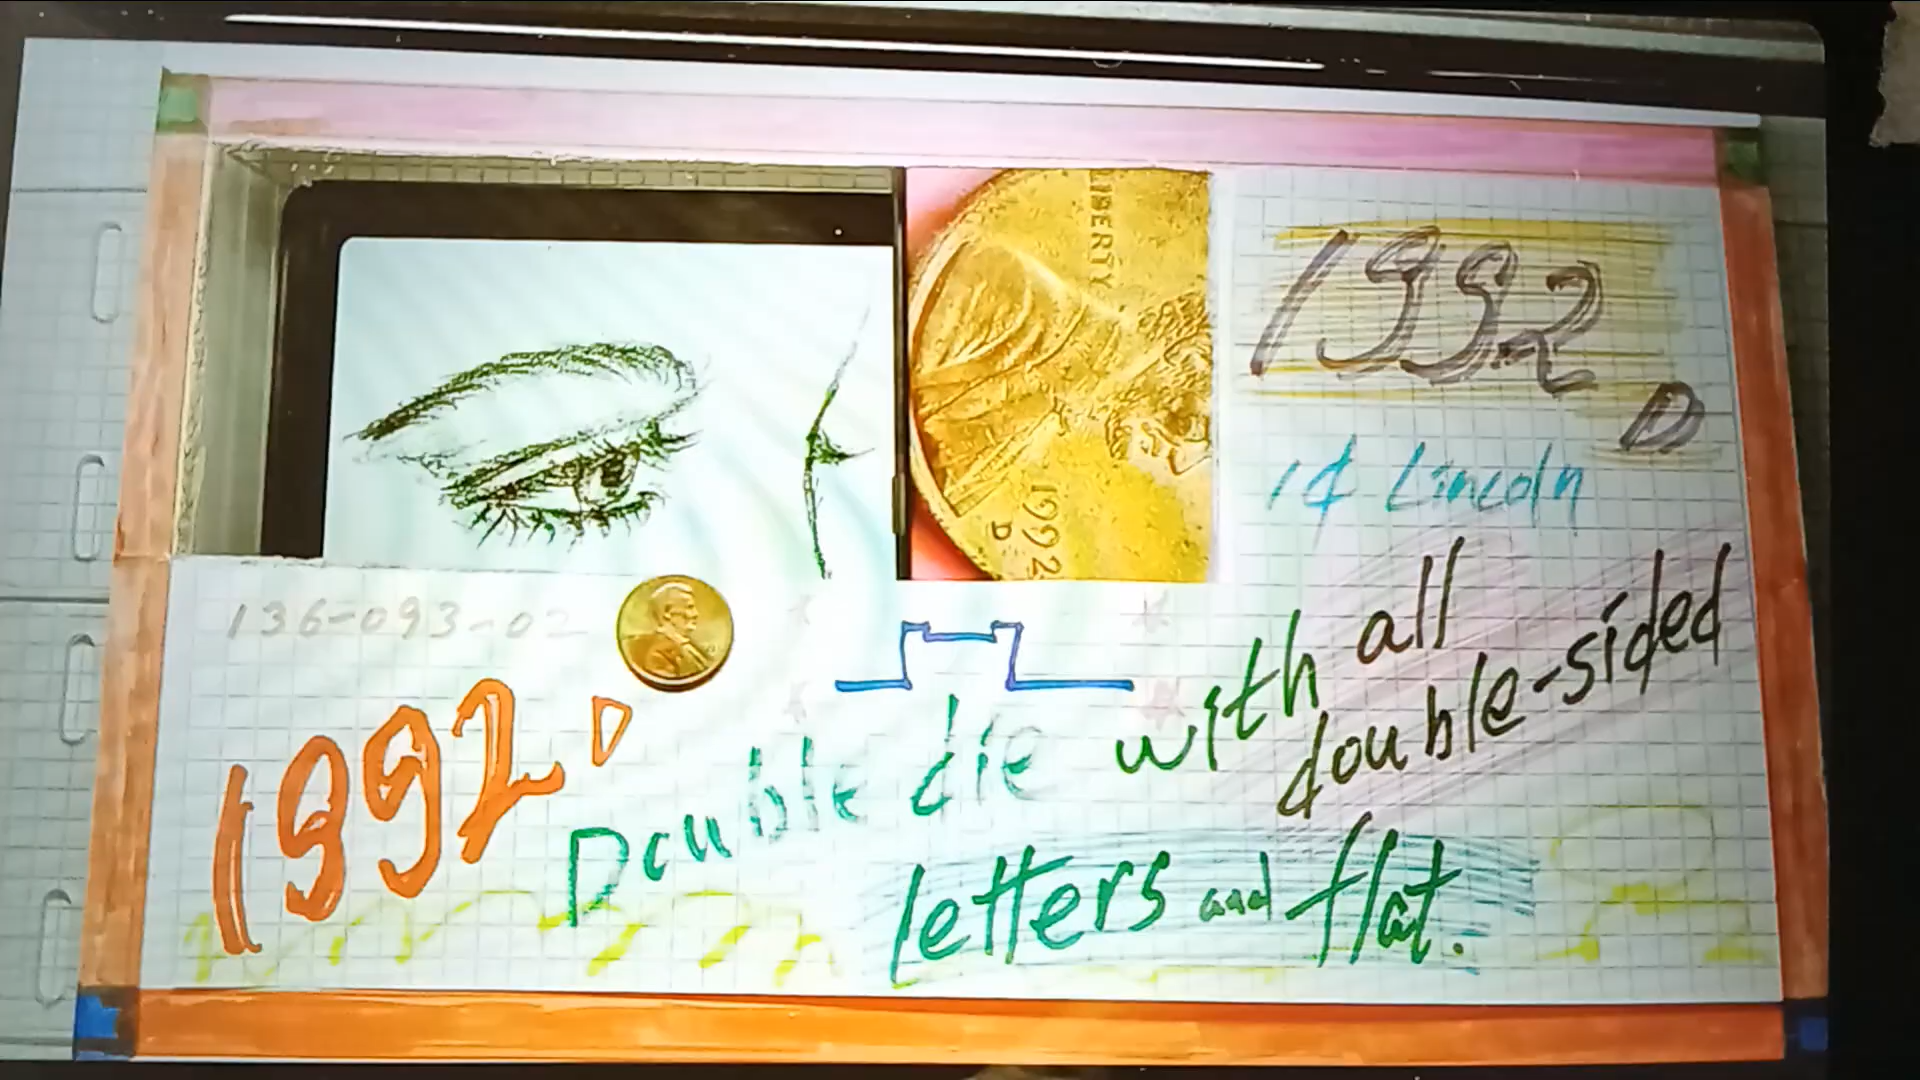 LIBERTY
1992
D
1992
D
1¢ Lincoln
136-093-02
1992 D
Double die with all
double-sided
letters and flat.